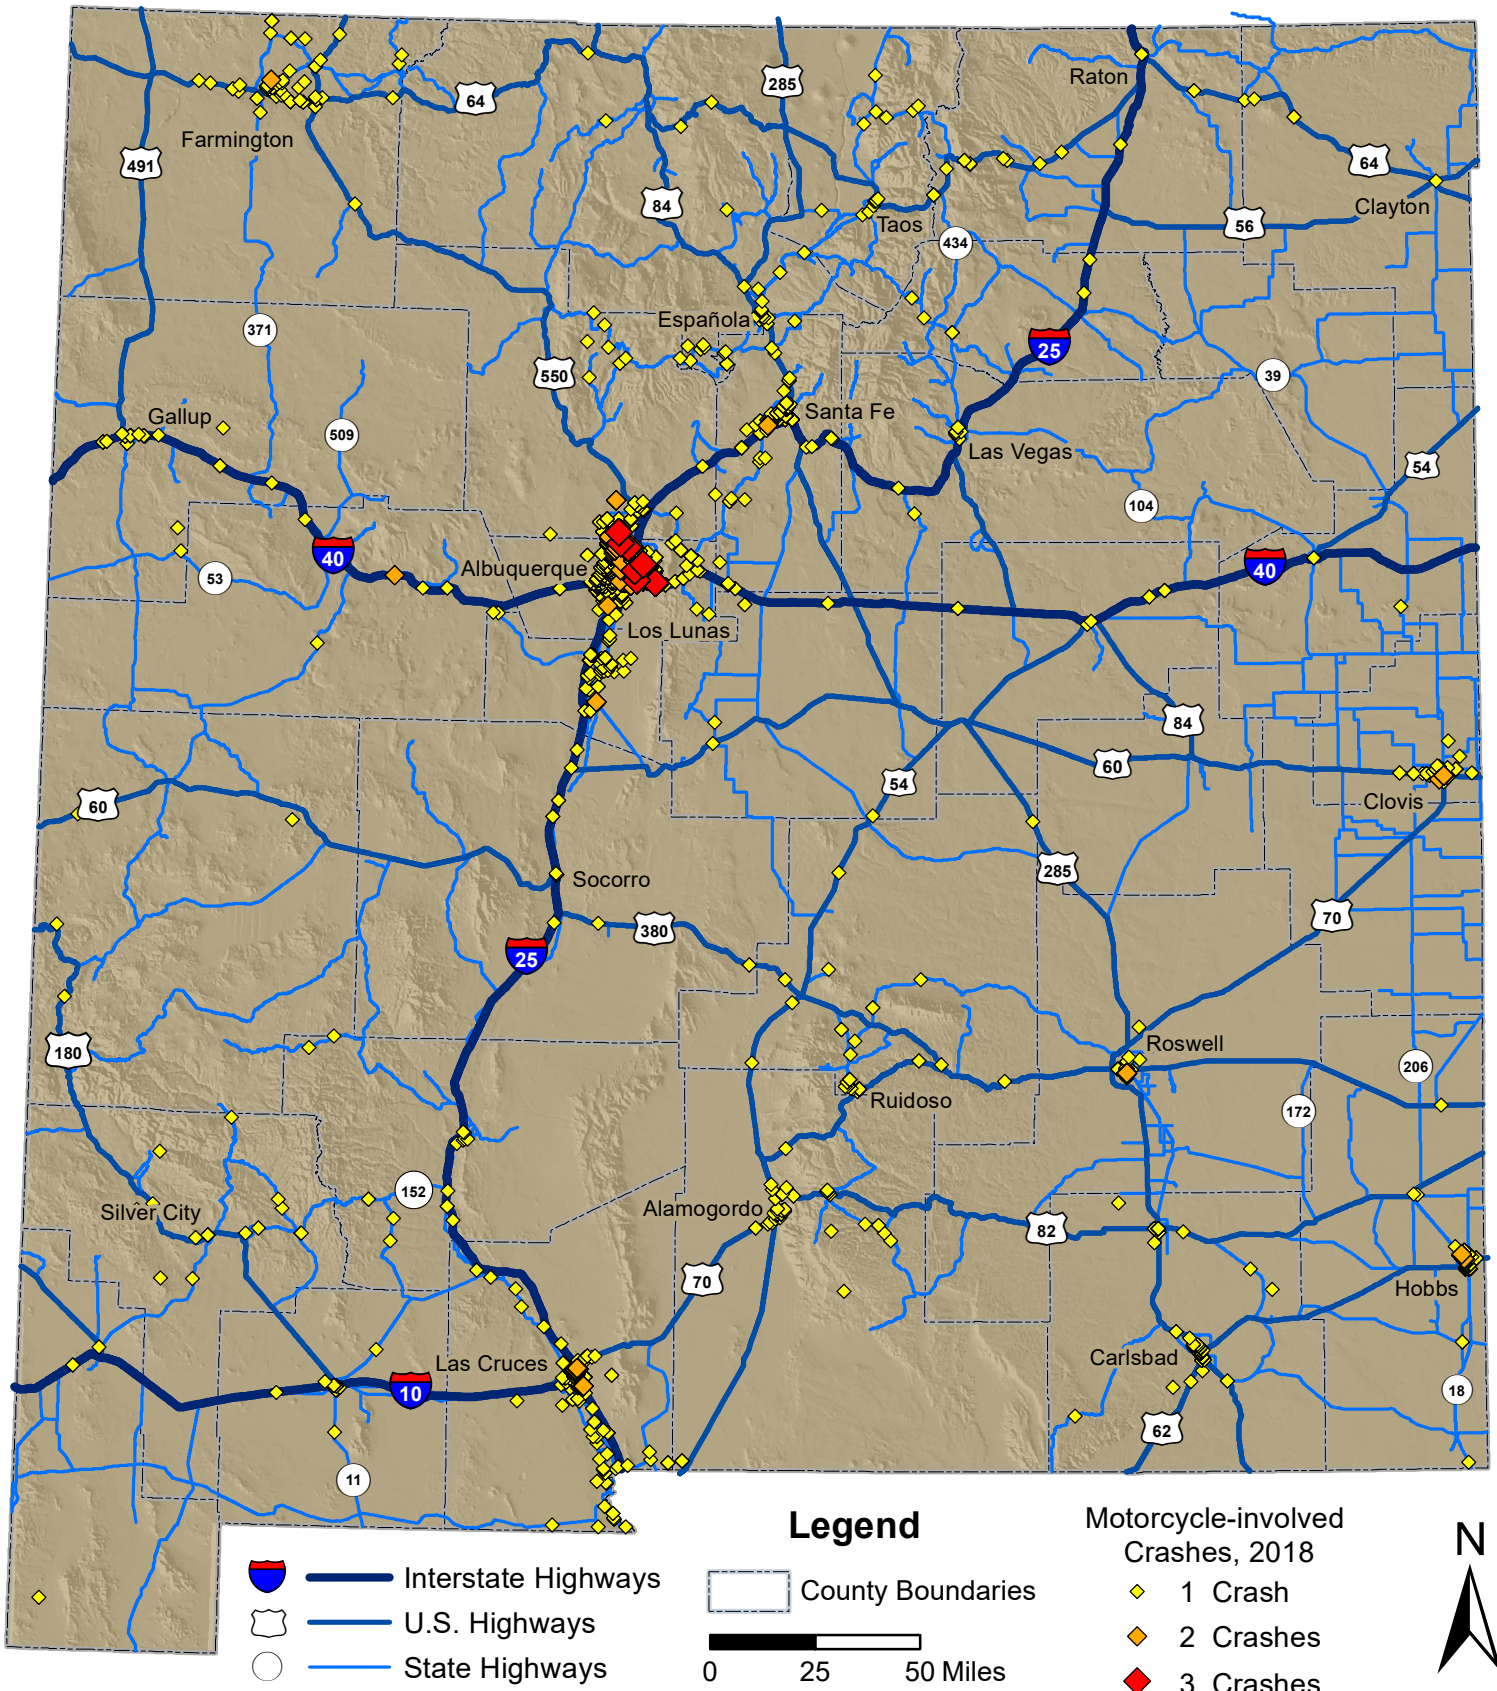 285
Raton
64
Farmington
491
64
84
Clayton
Taos
56
434
Española
371
25
550
39
Gallup
Santa Fe
509
Las Vegas
54
104
40
40
Albuquerque
53
Los Lunas
84
60
54
60
Clovis
285
Socorro
70
380
25
Roswell
180
206
Ruidoso
172
152
Silver City
Alamogordo
82
70
Hobbs
Las Cruces
Carlsbad
10
18
62
11
Legend
Interstate Highways
U.S. Highways
State Highways
County Boundaries
0 25 50 Miles
Motorcycle-involved
Crashes, 2018
1 Crash
2 Crashes
3 Crashes
N